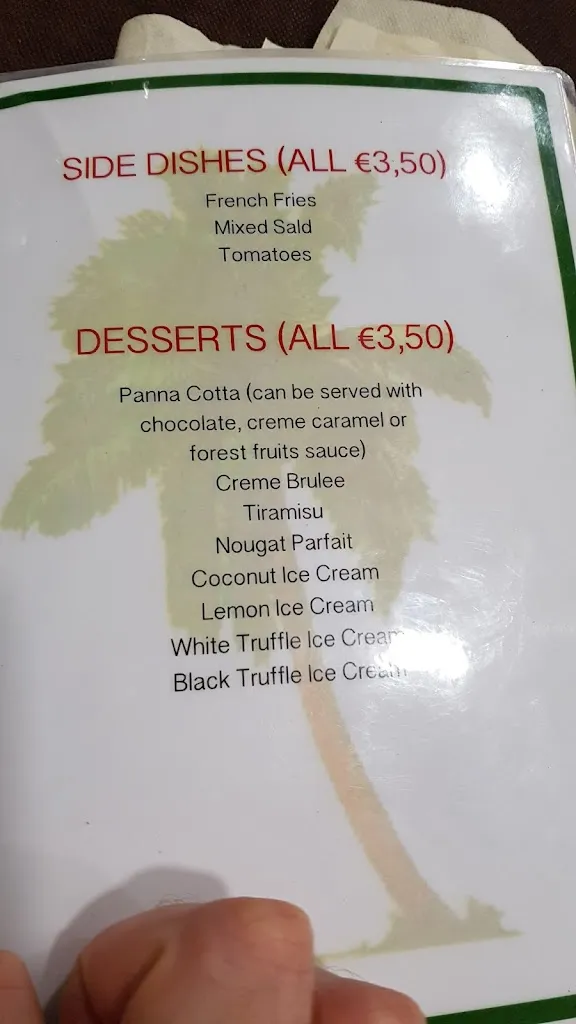 SIDE DISHES (ALL €3,50)
French Fries
Mixed Sald
Tomatoes
DESSERTS (ALL €3,50)
Panna Cotta (can be served with
chocolate, creme caramel or
forest fruits sauce)
Creme Brulee
Tiramisu
Nougat Parfait
Coconut Ice Cream
Lemon Ice Cream
White Truffle Ice Cream
Black Truffle Ice Cream